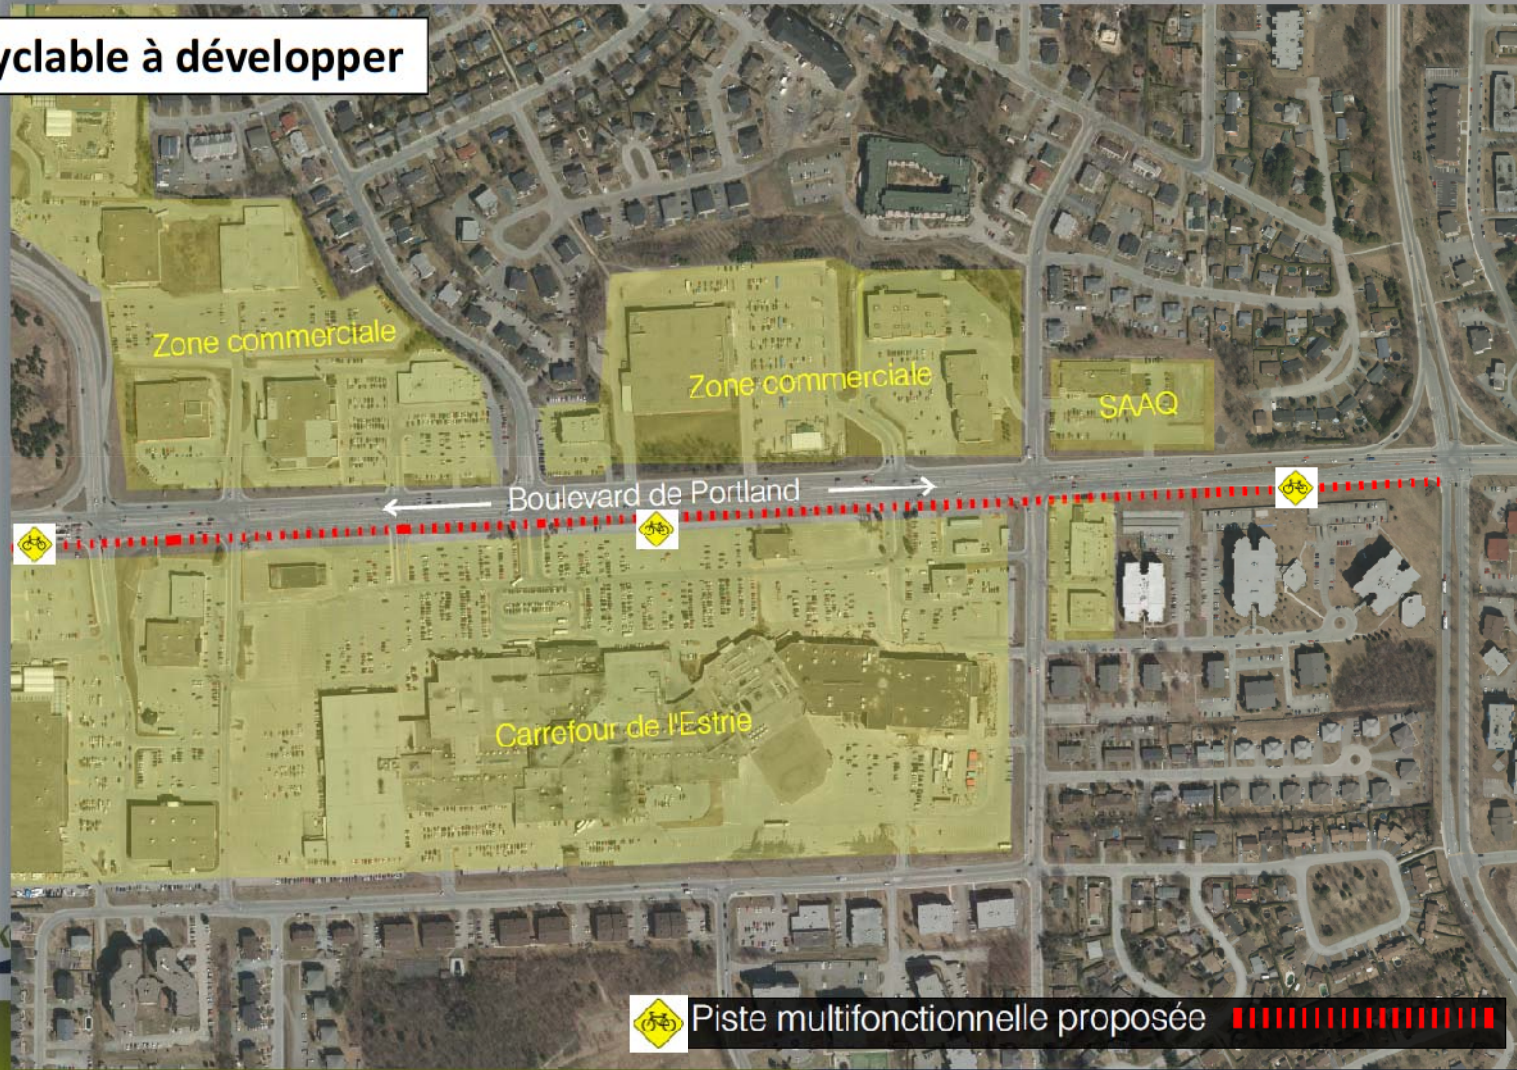 yclable à développer
Zone commerciale
Zone commerciale
SAAQ
Boulevard de Portland
Carrefour de l'Estrie
Piste multifonctionnelle proposée